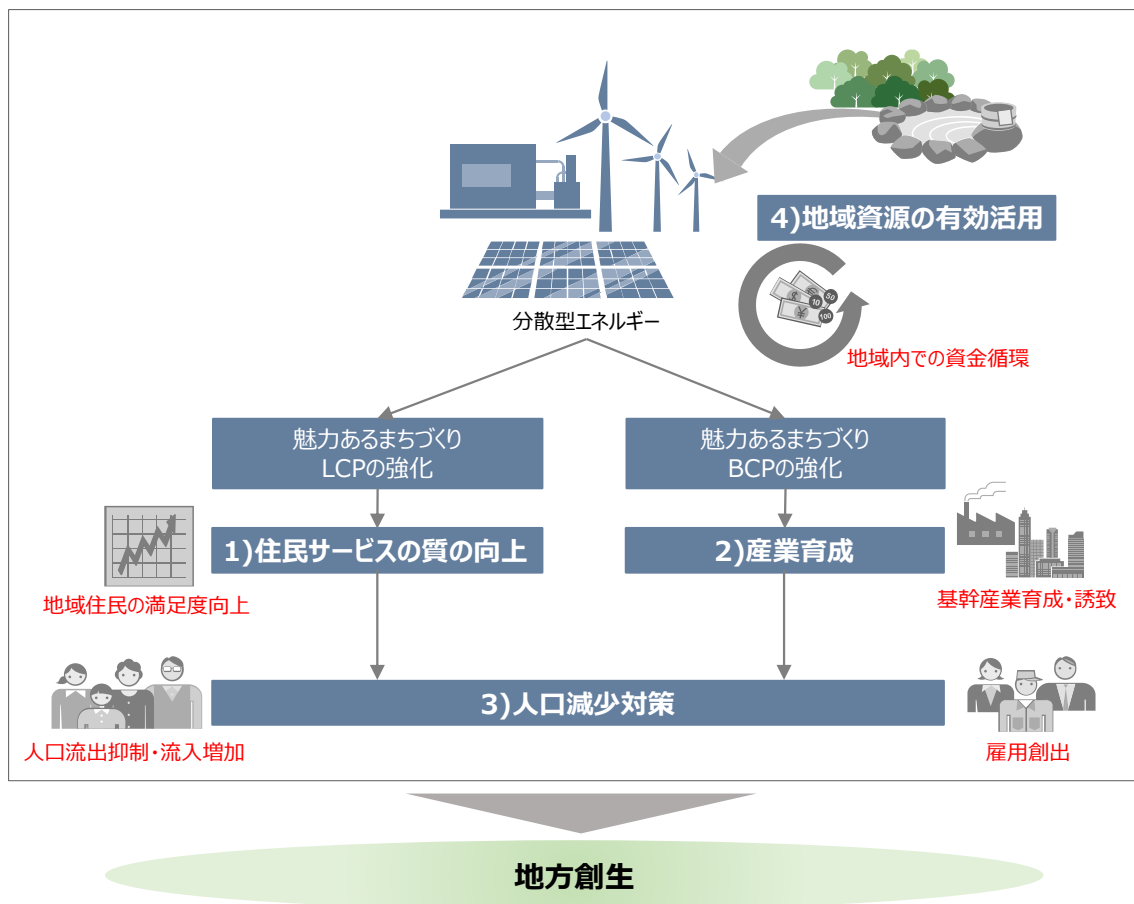 4)地域資源の有効活用
50
10
100
¥
分散型エネルギー
地域内での資金循環
魅力あるまちづくり
LCPの強化
魅力あるまちづくり
BCPの強化
1)住民サービスの質の向上
2)産業育成
地域住民の満足度向上
基幹産業育成・誘致
3)人口減少対策
人口流出抑制・流入増加
雇用創出
地方創生